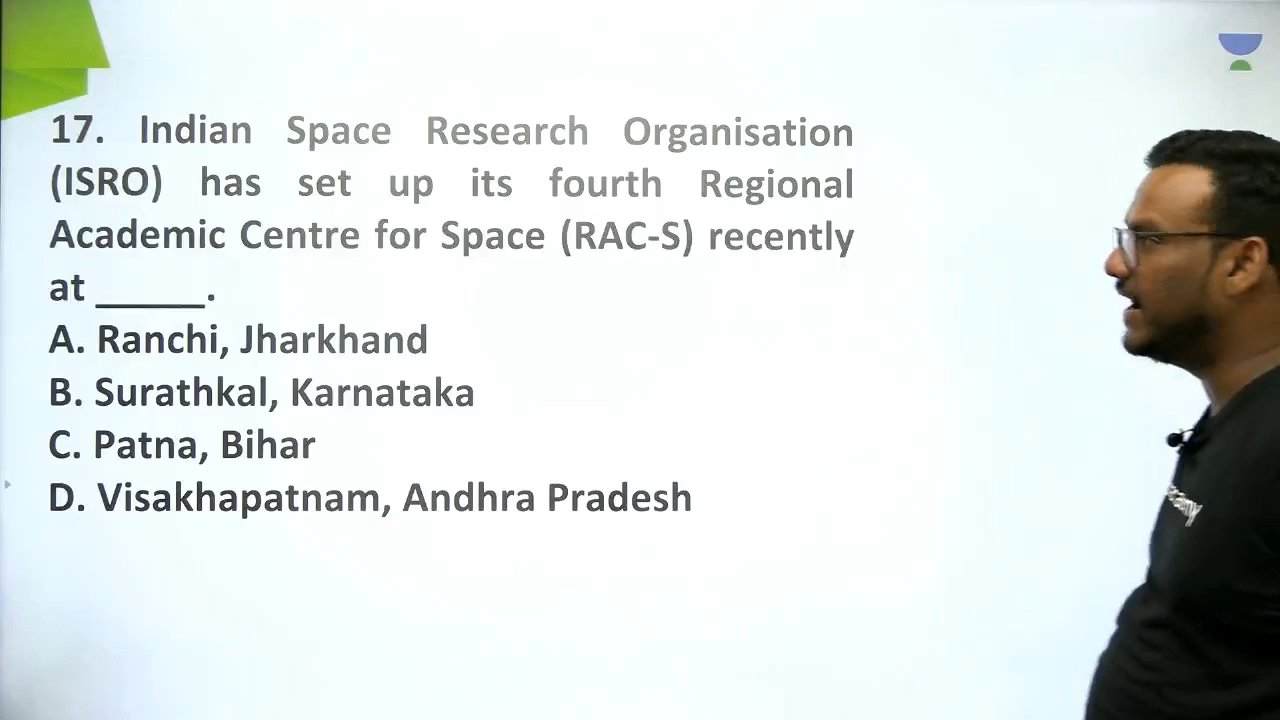 17. Indian Space Research Organisation
(ISRO) has set up its fourth Regional
Academic Centre for Space (RAC-S) recently
at _____.
A. Ranchi, Jharkhand
B. Surathkal, Karnataka
C. Patna, Bihar
D. Visakhapatnam, Andhra Pradesh